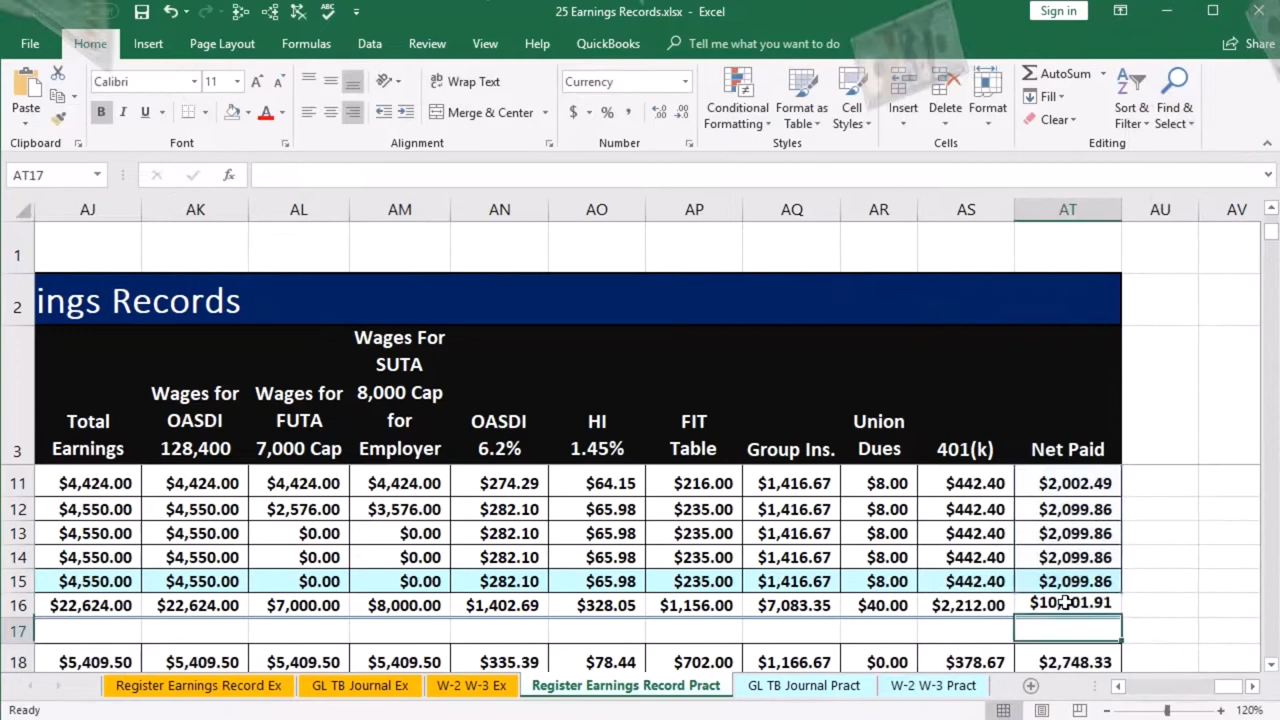 25 Earnings Records.xlsx - Excel
Sign in
File Home Insert Page Layout Formulas Data Review View Help QuickBooks Tell me what you want to do Share
Paste
Calibri 11 A A
B I U A
Wrap Text
Merge & Center
Currency
$ % ,
Conditional Formatting
Format as Table
Cell Styles
Insert
Delete
Format
AutoSum
Fill
Clear
Sort & Filter
Find & Select
Clipboard Font Alignment Number Styles Cells Editing
AT17 fx
AJ AK AL AM AN AO AP AQ AR AS AT AU AV
1
2 ings Records
3 Total Earnings
Wages for OASDI 128,400
Wages for FUTA 7,000 Cap
Wages For SUTA 8,000 Cap for Employer
OASDI 6.2%
HI 1.45%
FIT Table
Group Ins.
Union Dues
401(k)
Net Paid
11 $4,424.00 $4,424.00 $4,424.00 $4,424.00 $274.29 $64.15 $216.00 $1,416.67 $8.00 $442.40 $2,002.49
12 $4,550.00 $4,550.00 $2,576.00 $3,576.00 $282.10 $65.98 $235.00 $1,416.67 $8.00 $442.40 $2,099.86
13 $4,550.00 $4,550.00 $0.00 $0.00 $282.10 $65.98 $235.00 $1,416.67 $8.00 $442.40 $2,099.86
14 $4,550.00 $4,550.00 $0.00 $0.00 $282.10 $65.98 $235.00 $1,416.67 $8.00 $442.40 $2,099.86
15 $4,550.00 $4,550.00 $0.00 $0.00 $282.10 $65.98 $235.00 $1,416.67 $8.00 $442.40 $2,099.86
16 $22,624.00 $22,624.00 $7,000.00 $8,000.00 $1,402.69 $328.05 $1,156.00 $7,083.35 $40.00 $2,212.00
17
18 $5,409.50 $5,409.50 $5,409.50 $5,409.50 $335.39 $78.44 $702.00 $1,166.67 $0.00 $378.67 $2,748.33
Register Earnings Record Ex GL TB Journal Ex W-2 W-3 Ex Register Earnings Record Pract GL TB Journal Pract W-2 W-3 Pract
Ready 120%